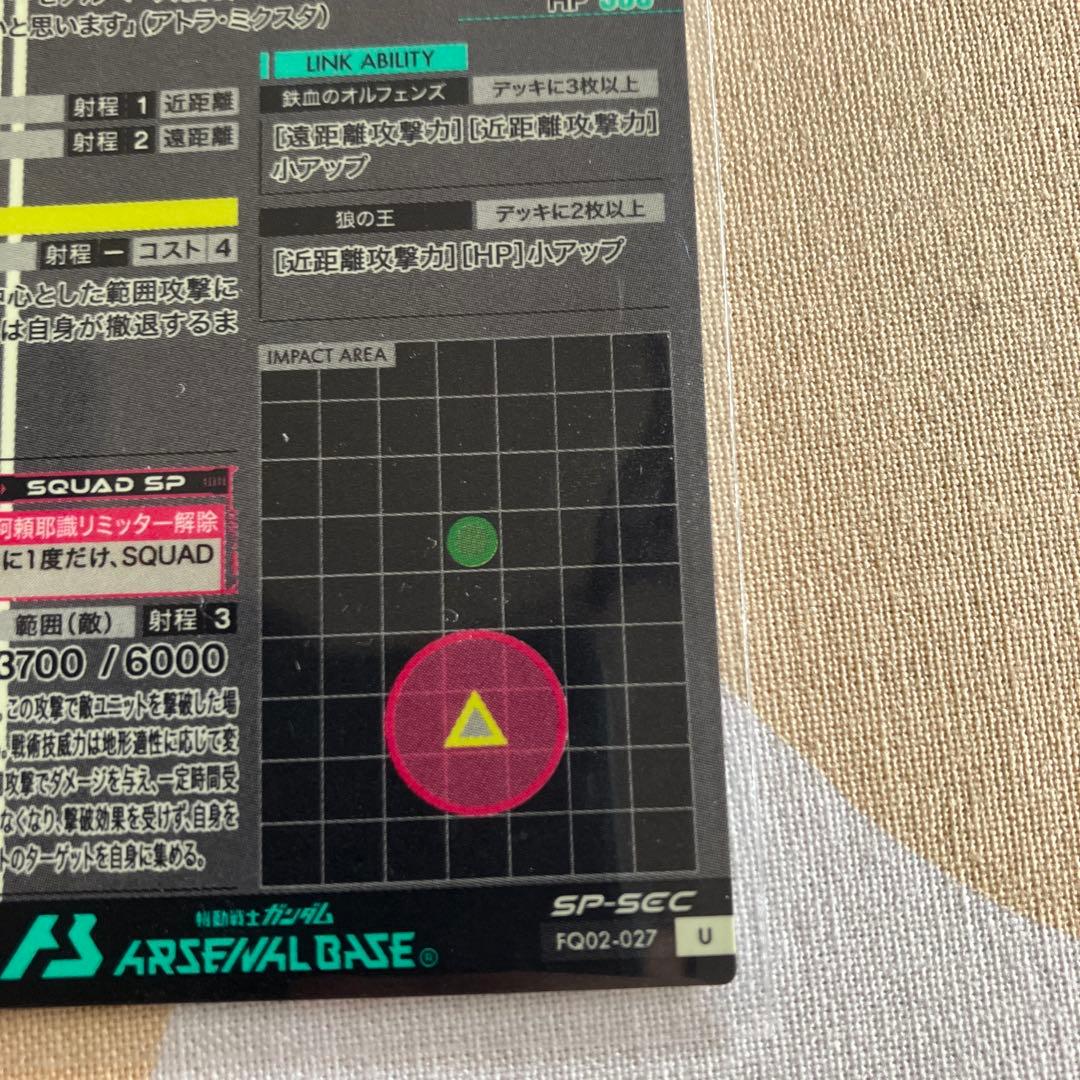 と思います」(アトラ・ミクスタ)
HP
射程 1 近距離
射程 2 遠距離
射程 ー コスト 4
心とした範囲攻撃に
は自身が撤退するま
SQUAD SP
阿頼耶識リミッター解除
に1度だけ、SQUAD
範囲(敵) 射程 3
3700 / 6000
この攻撃で敵ユニットを撃破した場
。戦術技威力は地形適性に応じて変
攻撃でダメージを与え、一定時間受
なくなり、撃破効果を受けず、自身を
トのターゲットを自身に集める。
LINK ABILITY
鉄血のオルフェンズ デッキに3枚以上
[遠距離攻撃力][近距離攻撃力]
小アップ
狼の王 デッキに2枚以上
[近距離攻撃力][HP]小アップ
IMPACT AREA
機動戦士ガンダム
ARSENAL BASE®
SP-SEC
FQ02-027 U